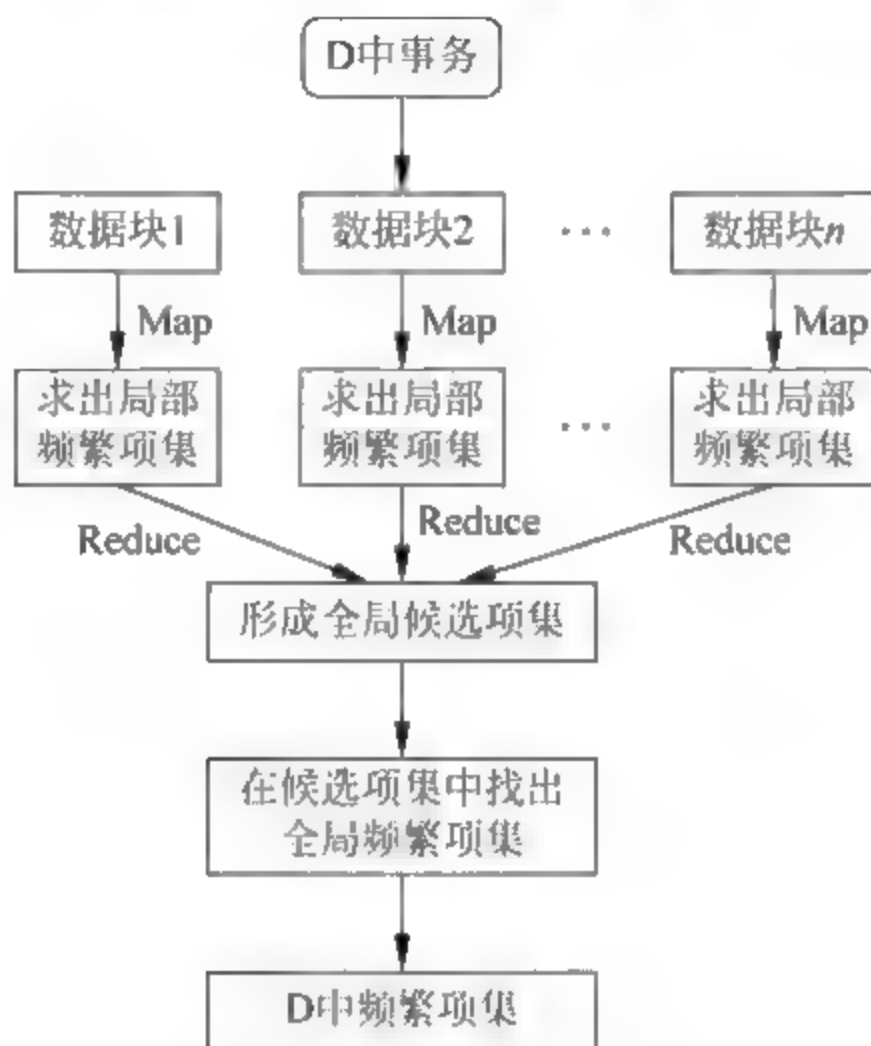 D中事务
数据块1
数据块2
…
数据块n
Map
Map
Map
求出局部
频繁项集
求出局部
频繁项集
…
求出局部
频繁项集
Reduce
Reduce
Reduce
形成全局候选项集
在候选项集中找出
全局频繁项集
D中频繁项集